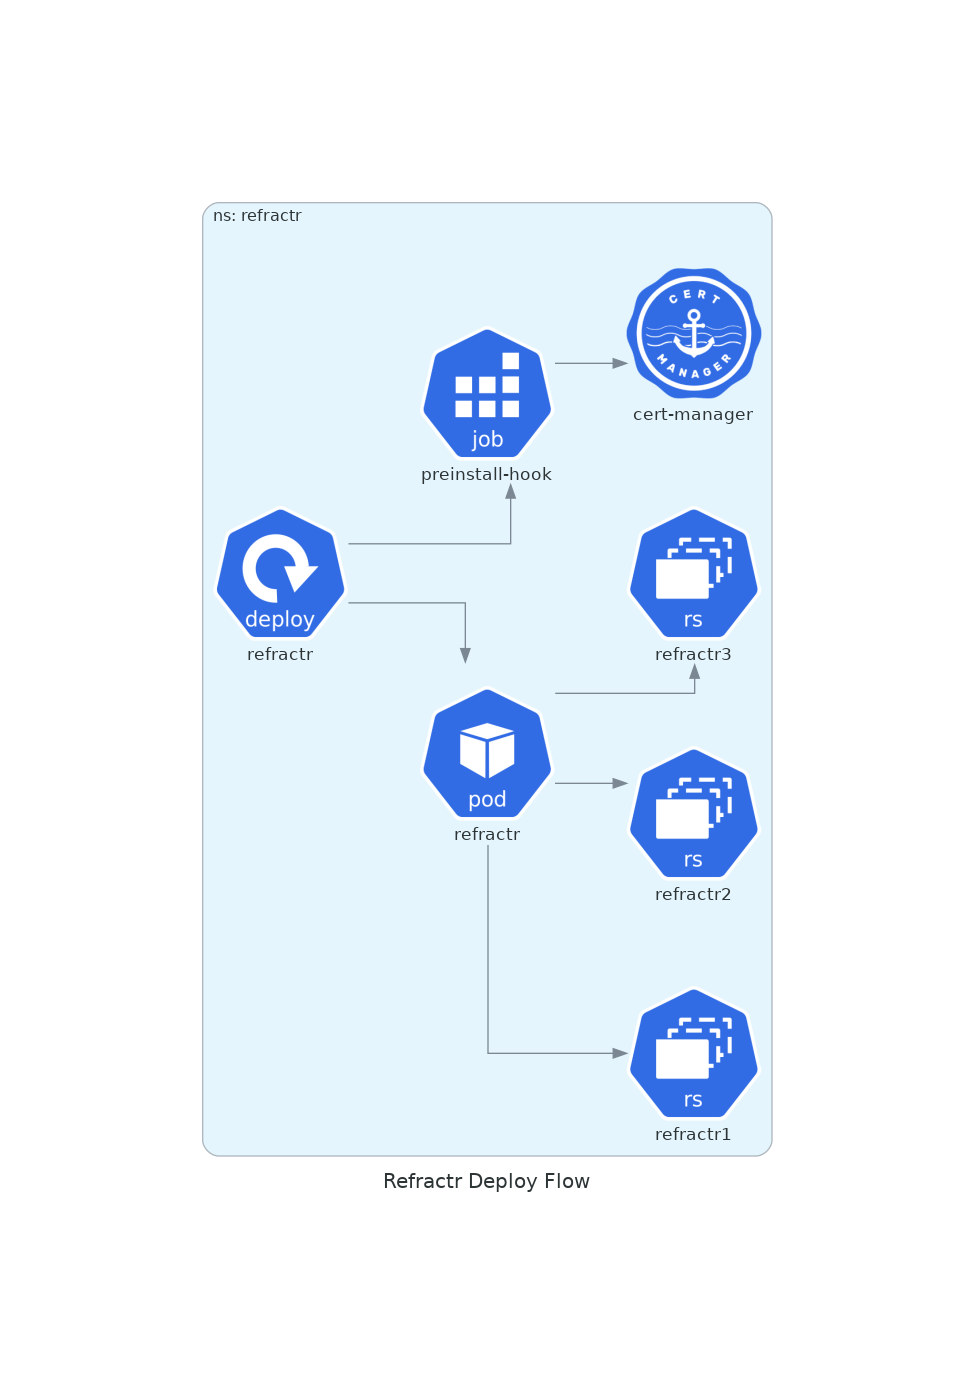 ns: refractr
CERT
MANAGER
cert-manager
job
preinstall-hook
deploy
refractr
rs
refractr3
pod
refractr
rs
refractr2
rs
refractr1
Refractr Deploy Flow